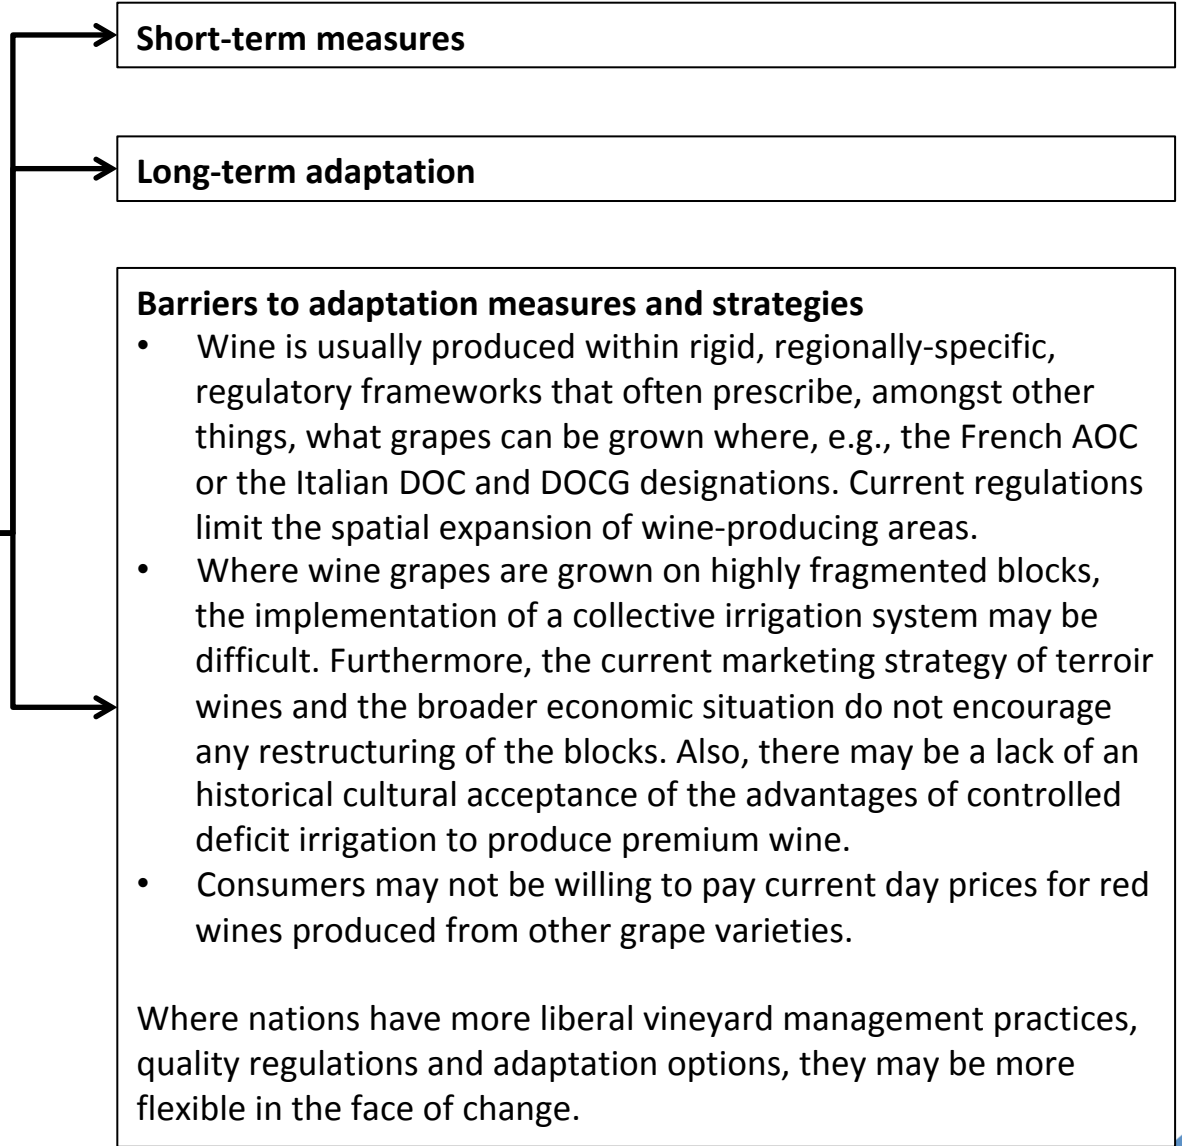 Short-term measures
Long-term adaptation
Barriers to adaptation measures and strategies
• Wine is usually produced within rigid, regionally-specific,
regulatory frameworks that often prescribe, amongst other
things, what grapes can be grown where, e.g., the French AOC
or the Italian DOC and DOCG designations. Current regulations
limit the spatial expansion of wine-producing areas.
• Where wine grapes are grown on highly fragmented blocks,
the implementation of a collective irrigation system may be
difficult. Furthermore, the current marketing strategy of terroir
wines and the broader economic situation do not encourage
any restructuring of the blocks. Also, there may be a lack of an
historical cultural acceptance of the advantages of controlled
deficit irrigation to produce premium wine.
• Consumers may not be willing to pay current day prices for red
wines produced from other grape varieties.
Where nations have more liberal vineyard management practices,
quality regulations and adaptation options, they may be more
flexible in the face of change.